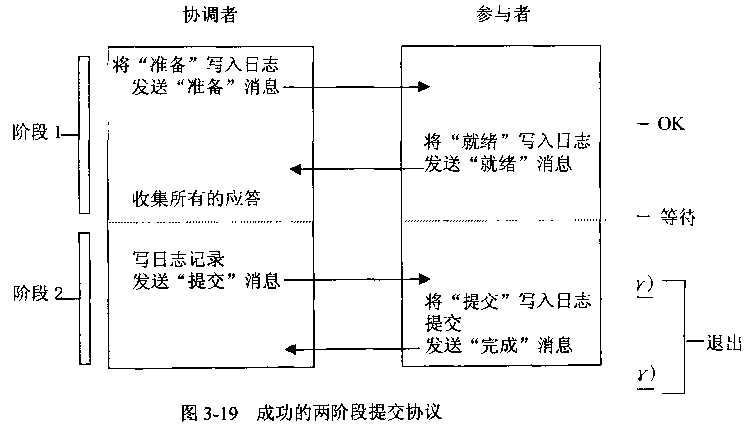 协调者
参与者
将“准备”写入日志
发送“准备”消息
阶段 1
OK
将“就绪”写入日志
发送“就绪”消息
收集所有的应答
等待
写日志记录
发送“提交”消息
阶段 2
将“提交”写入日志
提交
发送“完成”消息
退出
图 3-19 成功的两阶段提交协议